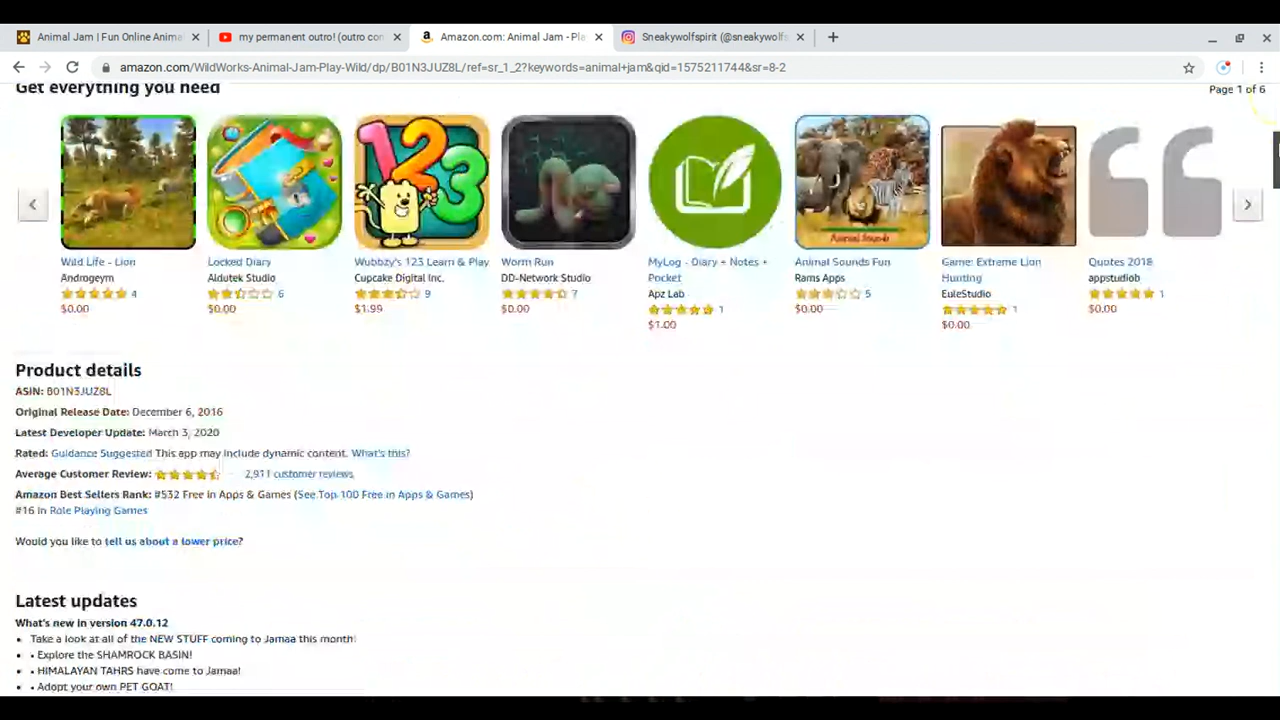 Animal Jam | Fun Online Anima
my permanent outro! (outro con
Amazon.com: Animal Jam - Pla
Sneakywolfspirit (@sneakywolfs
amazon.com/WildWorks-Animal-Jam-Play-Wild/dp/B01N3JUZ8L/ref=sr_1_2?keywords=animal+jam&qid=1575211744&sr=8-2
Get everything you need
Page 1 of 6
Wild Life - Lion
Androgeym
4
$0.00
Locked Diary
Aldutek Studio
6
$0.00
Wubbzy's 123 Learn & Play
Cupcake Digital Inc.
9
$1.99
Worm Run
DD-Network Studio
7
$0.00
MyLog - Diary + Notes +
Pocket
Apz Lab
1
$1.00
Animal Sounds
Animal Sounds Fun
Rams Apps
5
$0.00
Game: Extreme Lion
Hunting
EuleStudio
1
$0.00
Quotes 2018
appstudiob
1
$0.00
Product details
ASIN: B01N3JUZ8L
Original Release Date: December 6, 2016
Latest Developer Update: March 3, 2020
Rated: Guidance Suggested This app may include dynamic content. What's this?
Average Customer Review: 2,911 customer reviews
Amazon Best Sellers Rank: #532 Free in Apps & Games (See Top 100 Free in Apps & Games)
#16 in Role Playing Games
Would you like to tell us about a lower price?
Latest updates
What's new in version 47.0.12
• Take a look at all of the NEW STUFF coming to Jamaa this month!
• • Explore the SHAMROCK BASIN!
• • HIMALAYAN TAHRS have come to Jamaa!
• • Adopt your own PET GOAT!